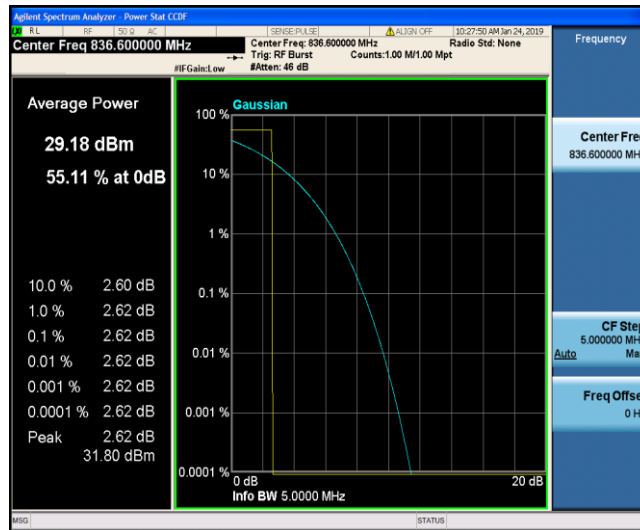 Agilent Spectrum Analyzer - Power Stat CCDF
RL RF 50 Ω AC SENSE:PULSE ALIGN OFF 10:27:50 AM Jan 24, 2019
Center Freq 836.600000 MHz
Center Freq: 836.600000 MHz Radio Std: None
Trig: RF Burst Counts:1.00 M/1.00 Mpt
#IFGain:Low #Atten: 46 dB
Frequency
Average Power
29.18 dBm
55.11 % at 0dB
10.0 % 2.60 dB
1.0 % 2.62 dB
0.1 % 2.62 dB
0.01 % 2.62 dB
0.001 % 2.62 dB
0.0001 % 2.62 dB
Peak 2.62 dB
31.80 dBm
Gaussian
100 %
10 %
1 %
0.1 %
0.01 %
0.001 %
0.0001 %
0 dB 20 dB
Info BW 5.0000 MHz
Center Fre
836.600000 MH
CF Step
5.000000 MH
Auto Ma
Freq Offse
0 H
MSG STATUS